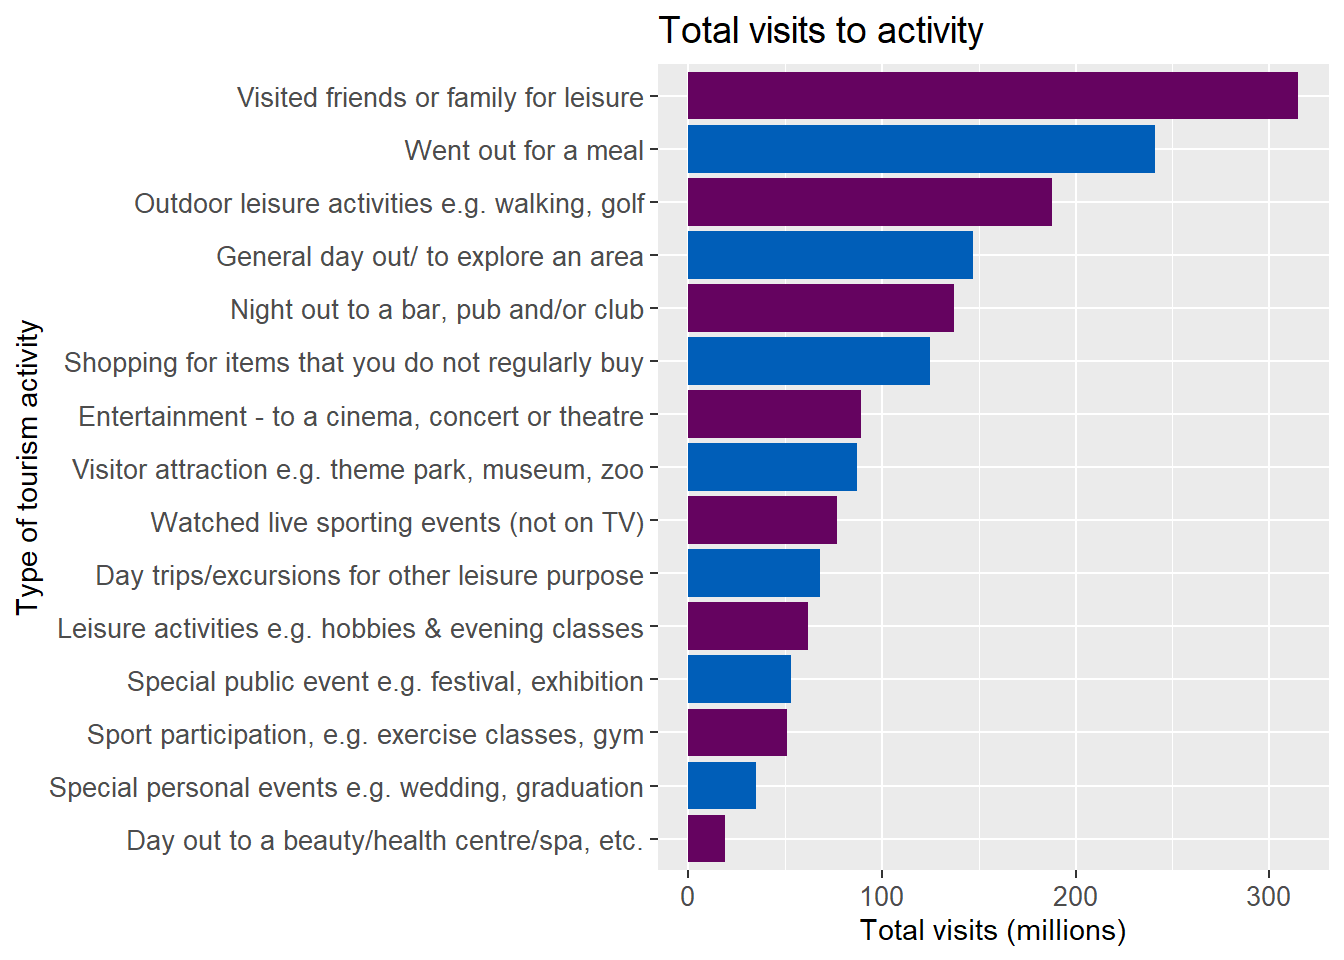 Total visits to activity
Visited friends or family for leisure
Went out for a meal
Outdoor leisure activities e.g. walking, golf
General day out/ to explore an area
Night out to a bar, pub and/or club
Shopping for items that you do not regularly buy
Entertainment - to a cinema, concert or theatre
Visitor attraction e.g. theme park, museum, zoo
Watched live sporting events (not on TV)
Day trips/excursions for other leisure purpose
Leisure activities e.g. hobbies & evening classes
Special public event e.g. festival, exhibition
Sport participation, e.g. exercise classes, gym
Special personal events e.g. wedding, graduation
Day out to a beauty/health centre/spa, etc.
Type of tourism activity
0 100 200 300
Total visits (millions)